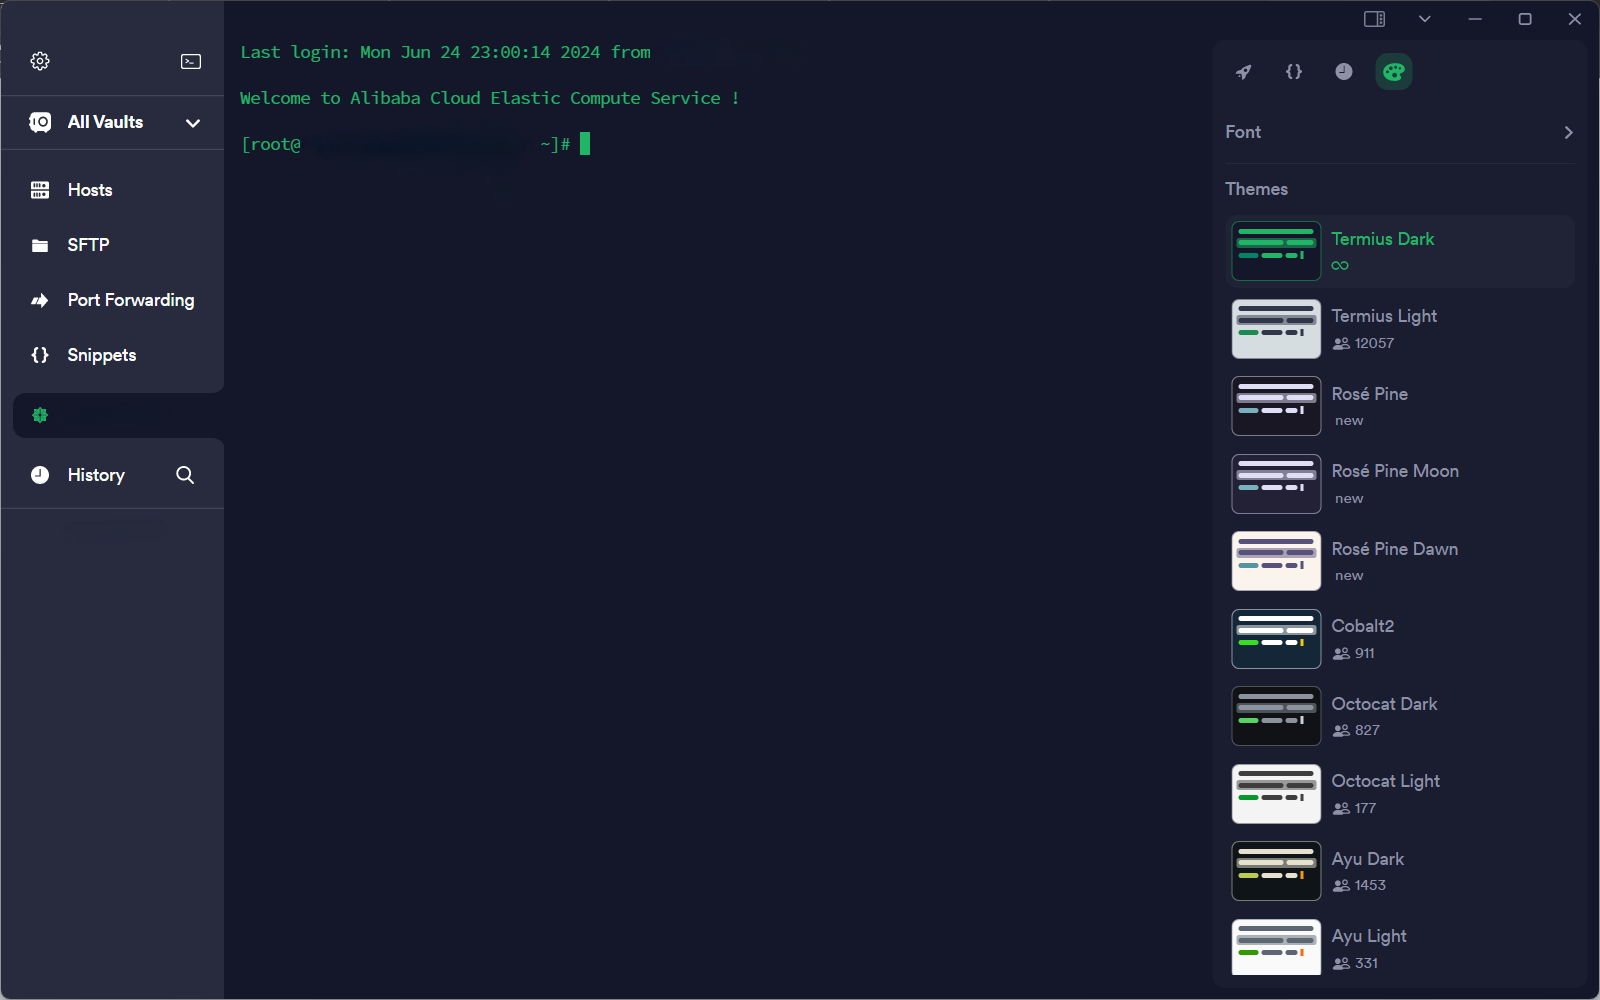 All Vaults
Hosts
SFTP
Port Forwarding
Snippets
History
Last login: Mon Jun 24 23:00:14 2024 from
Welcome to Alibaba Cloud Elastic Compute Service !
[root@ ~]#
Font
Themes
Termius Dark
∞
Termius Light
12057
Rosé Pine
new
Rosé Pine Moon
new
Rosé Pine Dawn
new
Cobalt2
911
Octocat Dark
827
Octocat Light
177
Ayu Dark
1453
Ayu Light
331